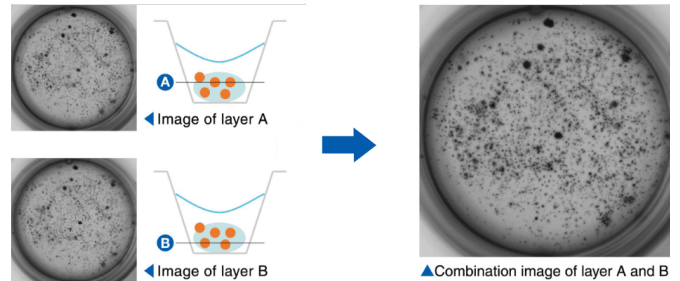 A
◀Image of layer A
B
◀Image of layer B
▲Combination image of layer A and B